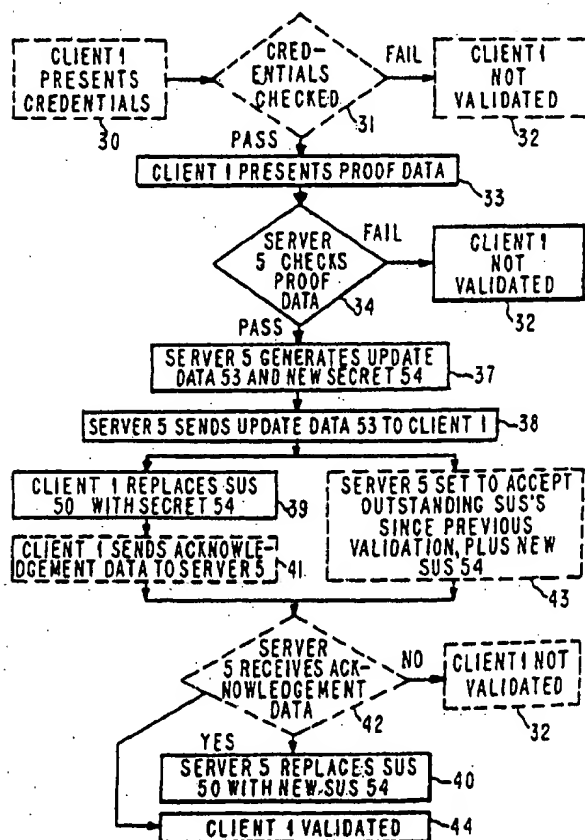 CLIENT 1
PRESENTS
CREDENTIALS
30
CRED-
ENTIALS
CHECKED
31
FAIL
CLIENT 1
NOT
VALIDATED
32
PASS
CLIENT 1 PRESENTS PROOF DATA
33
SERVER
5 CHECKS
PROOF
DATA
34
FAIL
CLIENT 1
NOT
VALIDATED
32
PASS
SERVER 5 GENERATES UPDATE
DATA 53 AND NEW SECRET 54
37
SERVER 5 SENDS UPDATE DATA 53 TO CLIENT 1
38
CLIENT 1 REPLACES SUS
50 WITH SECRET 54
39
CLIENT 1 SENDS ACKNOWLE-
DGEMENT DATA TO SERVER 5
41
SERVER 5 SET TO ACCEPT
OUTSTANDING SUS'S
SINCE PREVIOUS
VALIDATION, PLUS NEW
SUS 54
43
SERVER
5 RECEIVES ACK-
NOWLEDGEMENT
DATA
42
NO
CLIENT 1 NOT
VALIDATED
32
YES
SERVER 5 REPLACES SUS
50 WITH NEW SUS 54
40
CLIENT 1 VALIDATED
44